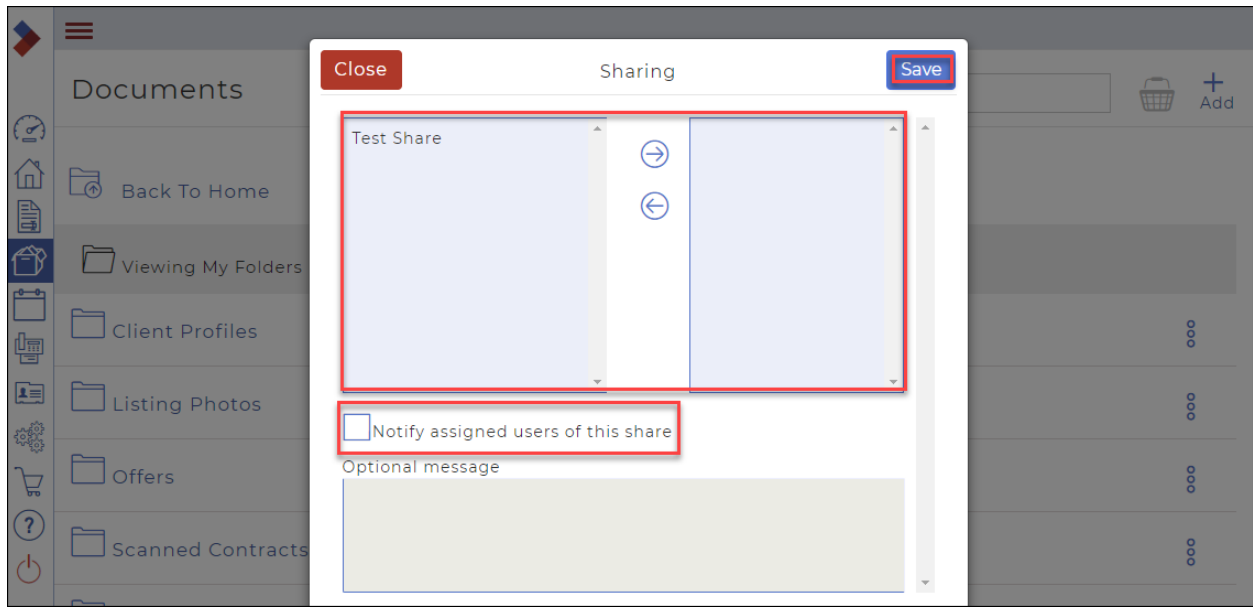 Close
Sharing
Save
Documents
Add
Test Share
Back To Home
Viewing My Folders
Client Profiles
Listing Photos
Notify assigned users of this share
Optional message
Offers
Scanned Contracts
?